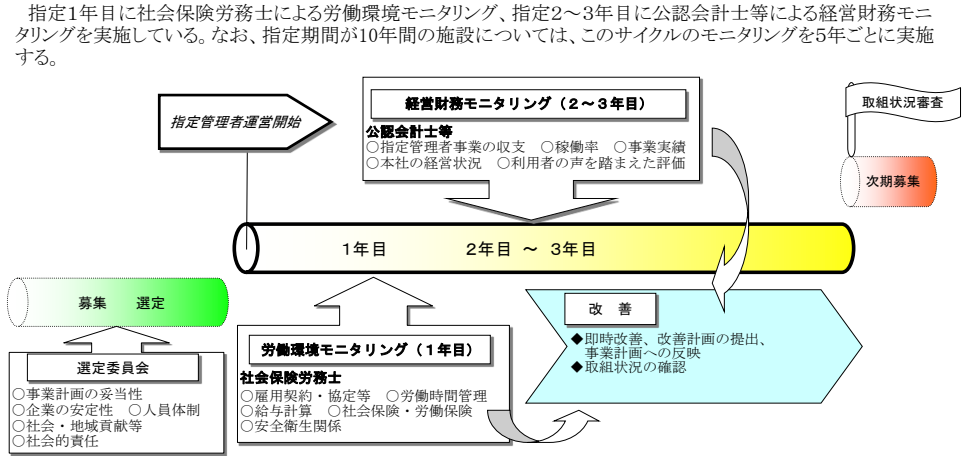 指定1年目に社会保険労務士による労働環境モニタリング、指定2～3年目に公認会計士等による経営財務モニ
タリングを実施している。なお、指定期間が10年間の施設については、このサイクルのモニタリングを5年ごとに実施
する。
指定管理者運営開始
経営財務モニタリング（2～3年目）
公認会計士等
○指定管理者事業の収支　○稼働率　○事業実績
○本社の経営状況　○利用者の声を踏まえた評価
取組状況審査
次期募集
1年目　2年目　～　3年目
募集　選定
選定委員会
○事業計画の妥当性
○企業の安定性　○人員体制
○社会・地域貢献等
○社会的責任
労働環境モニタリング（1年目）
社会保険労務士
○雇用契約・協定等　○労働時間管理
○給与計算　○社会保険・労働保険
○安全衛生関係
改　善
◆即時改善、改善計画の提出、
事業計画への反映
◆取組状況の確認